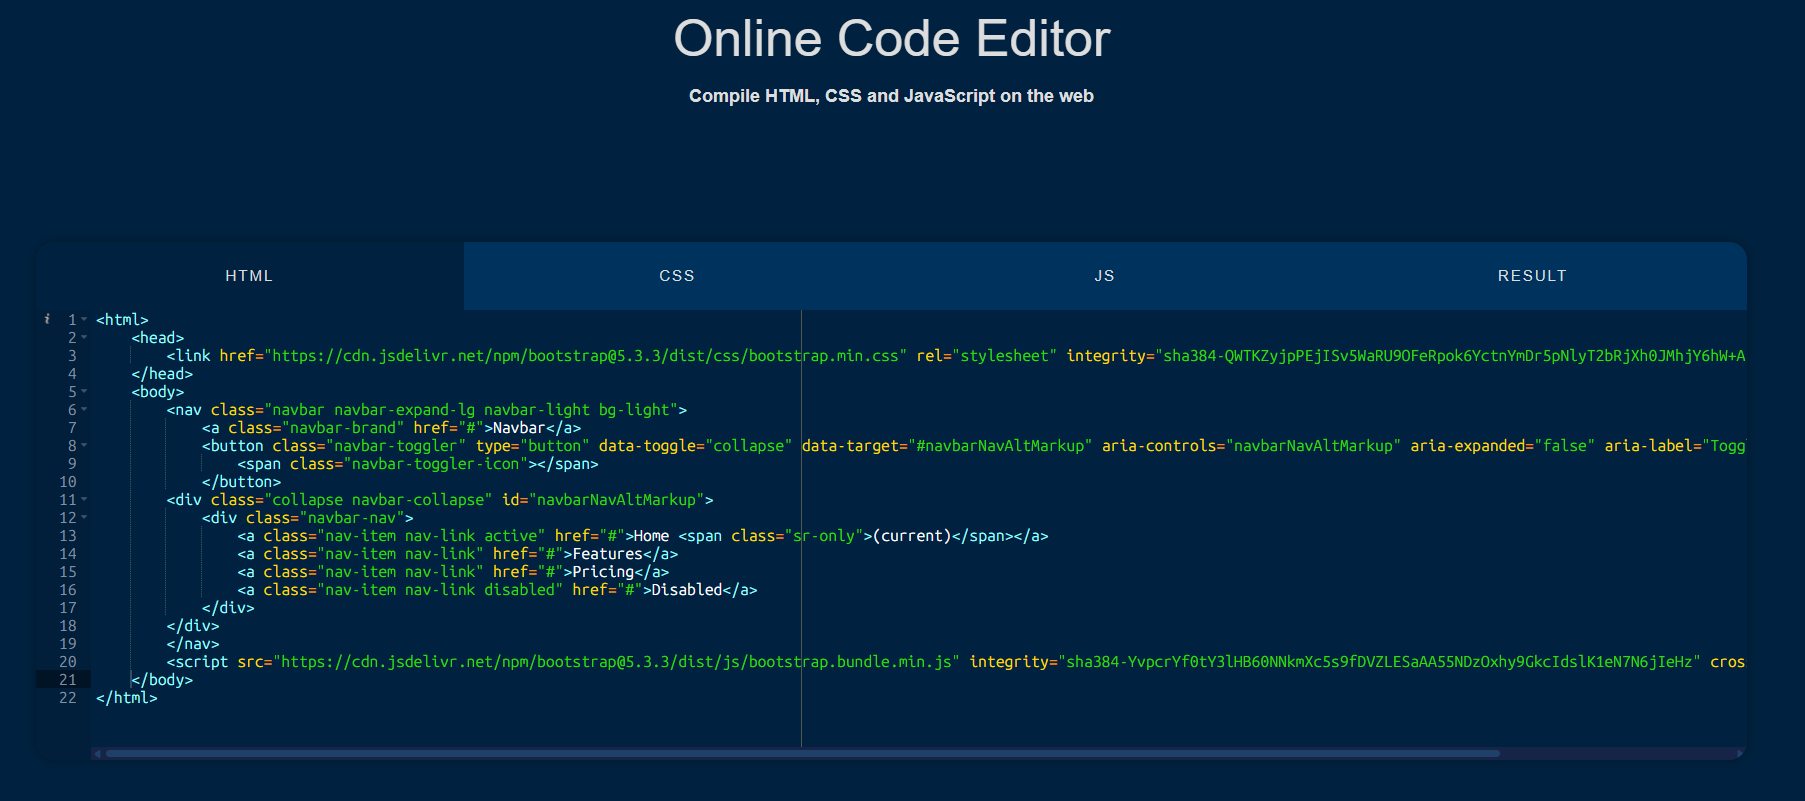 Online Code Editor
Compile HTML, CSS and JavaScript on the web
HTML CSS JS RESULT
i 1 <html>
2 <head>
3 <link href="https://cdn.jsdelivr.net/npm/bootstrap@5.3.3/dist/css/bootstrap.min.css" rel="stylesheet" integrity="sha384-QWTKZyjpPEjISv5WaRU9OFeRpok6YctnYmDr5pNlyT2bRjXh0JMhjY6hW+A
4 </head>
5 <body>
6 <nav class="navbar navbar-expand-lg navbar-light bg-light">
7 <a class="navbar-brand" href="#">Navbar</a>
8 <button class="navbar-toggler" type="button" data-toggle="collapse" data-target="#navbarNavAltMarkup" aria-controls="navbarNavAltMarkup" aria-expanded="false" aria-label="Togg
9 <span class="navbar-toggler-icon"></span>
10 </button>
11 <div class="collapse navbar-collapse" id="navbarNavAltMarkup">
12 <div class="navbar-nav">
13 <a class="nav-item nav-link active" href="#">Home <span class="sr-only">(current)</span></a>
14 <a class="nav-item nav-link" href="#">Features</a>
15 <a class="nav-item nav-link" href="#">Pricing</a>
16 <a class="nav-item nav-link disabled" href="#">Disabled</a>
17 </div>
18 </div>
19 </nav>
20 <script src="https://cdn.jsdelivr.net/npm/bootstrap@5.3.3/dist/js/bootstrap.bundle.min.js" integrity="sha384-YvpcrYf0tY3lHB60NNkmXc5s9fDVZLESaAA55NDzOxhy9GkcIdslK1eN7N6jIeHz" cros
21 </body>
22 </html>